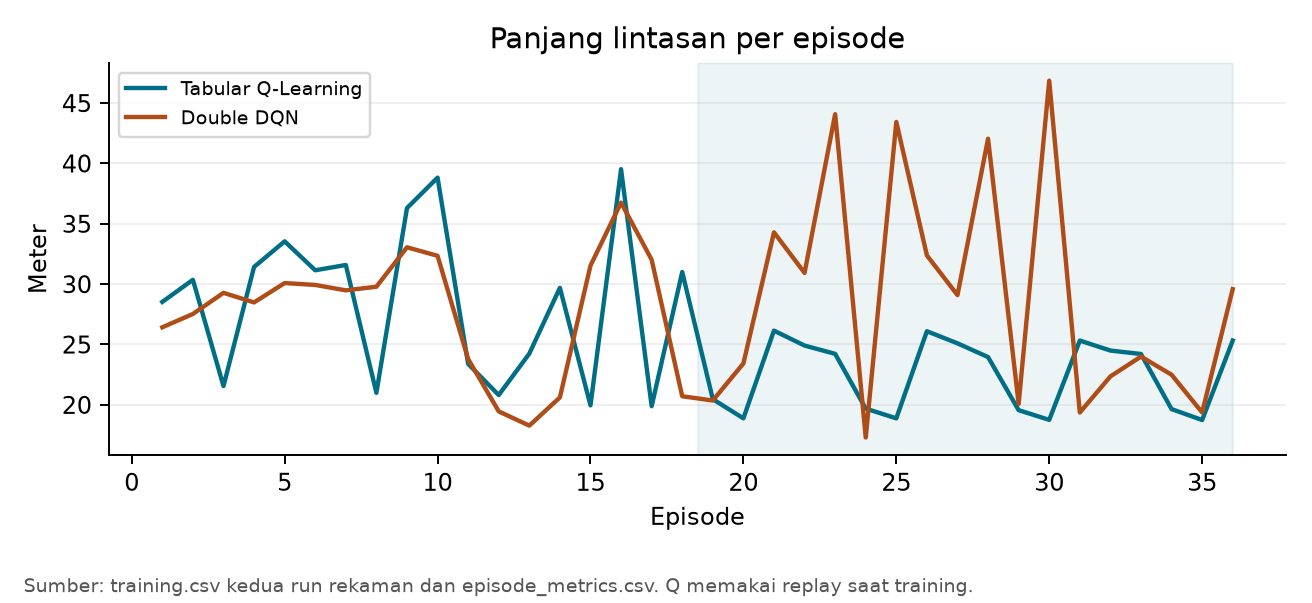 Panjang lintasan per episode
Tabular Q-Learning
Double DQN
Meter
45
40
35
30
25
20
0 5 10 15 20 25 30 35
Episode
Sumber: training.csv kedua run rekaman dan episode_metrics.csv. Q memakai replay saat training.